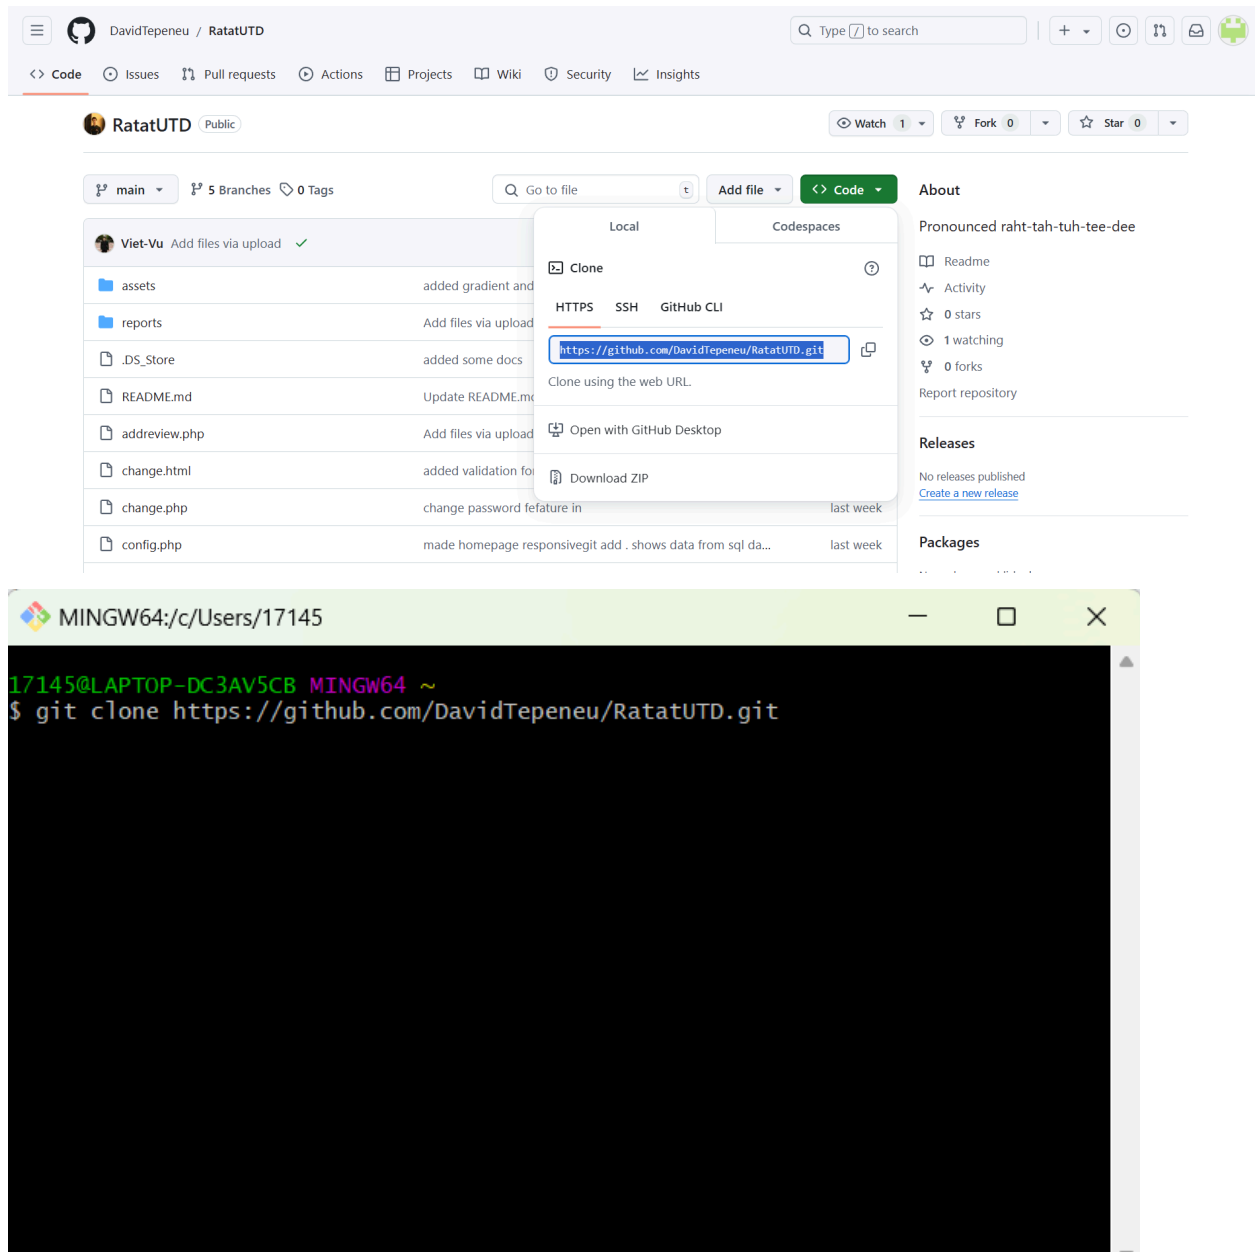 DavidTepeneu / RatatUTD
Type / to search
Code Issues Pull requests Actions Projects Wiki Security Insights
RatatUTD Public
Watch 1 Fork 0 Star 0
main 5 Branches 0 Tags
Go to file t Add file Code
About
Pronounced raht-tah-tuh-tee-dee
Readme
Activity
0 stars
1 watching
0 forks
Report repository
Releases
No releases published
Create a new release
Packages
Viet-Vu Add files via upload
assets added gradient and
reports Add files via upload
.DS_Store added some docs
README.md Update README.m
addreview.php Add files via upload
change.html added validation fo
change.php change password fefature in last week
config.php made homepage responsivegit add . shows data from sql da... last week
Local Codespaces
Clone
HTTPS SSH GitHub CLI
https://github.com/DavidTepeneu/RatatUTD.git
Clone using the web URL.
Open with GitHub Desktop
Download ZIP
MINGW64:/c/Users/17145
17145@LAPTOP-DC3AV5CB MINGW64 ~
$ git clone https://github.com/DavidTepeneu/RatatUTD.git